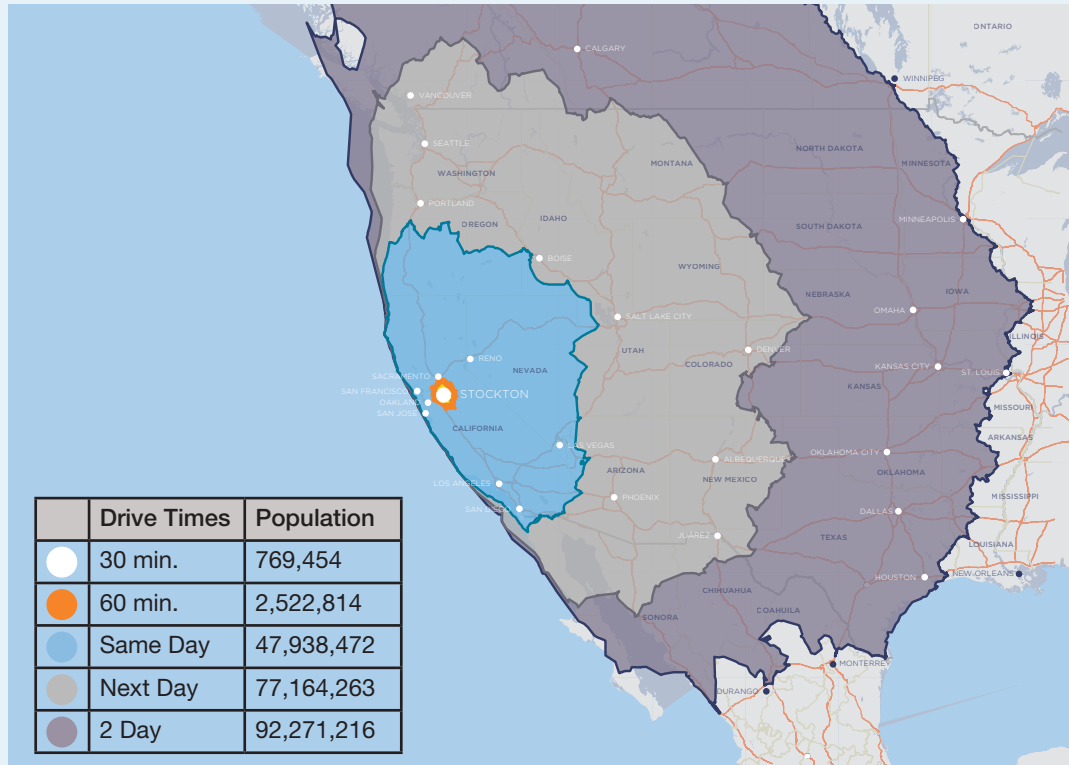 ONTARIO
CALGARY
WINNIPEG
VANCOUVER
SEATTLE
NORTH DAKOTA
MINNESOTA
MONTANA
WASHINGTON
PORTLAND
IDAHO
OREGON
MINNEAPOLIS
SOUTH DAKOTA
BOISE
WYOMING
NEBRASKA
IOWA
OMAHA
SALT LAKE CITY
ILLINOIS
UTAH
DENVER
RENO
COLORADO
NEVADA
KANSAS CITY
ST. LOUIS
SACRAMENTO
KANSAS
SAN FRANCISCO
STOCKTON
OAKLAND
MISSOURI
SAN JOSE
CALIFORNIA
ARKANSAS
LAS VEGAS
OKLAHOMA CITY
ALBEQUERQUE
ARIZONA
OKLAHOMA
NEW MEXICO
LOS ANGELES
PHOENIX
MISSISSIPPI
SAN DIEGO
DALLAS
JUÁREZ
TEXAS
LOUISIANA
NEW ORLEANS
HOUSTON
CHIHUAHUA
COAHUILA
SONORA
MONTERREY
DURANGO
Drive Times Population
30 min. 769,454
60 min. 2,522,814
Same Day 47,938,472
Next Day 77,164,263
2 Day 92,271,216